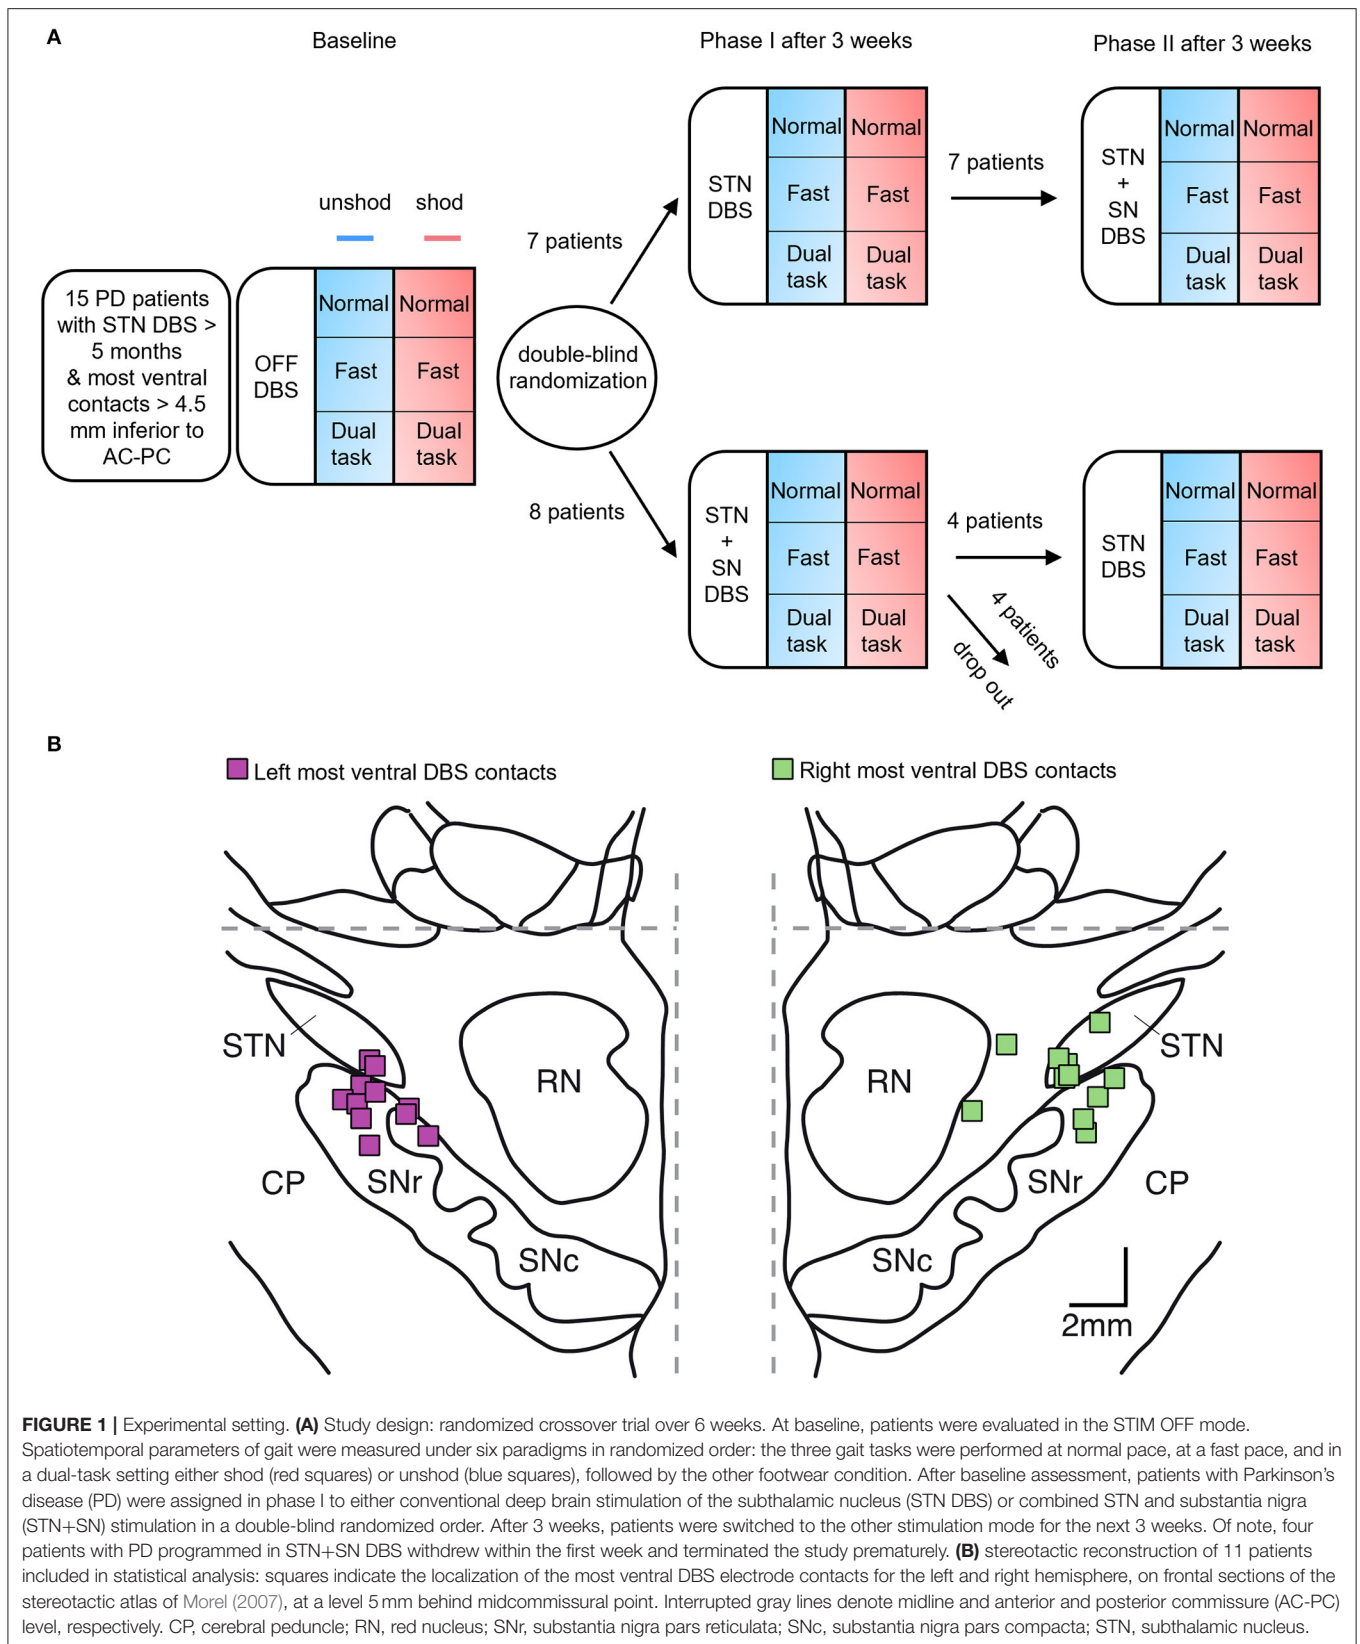 A
Baseline
Phase I after 3 weeks
Phase II after 3 weeks
unshod
shod
15 PD patients
with STN DBS >
5 months
& most ventral
contacts > 4.5
mm inferior to
AC-PC
OFF
DBS
Normal
Normal
Fast
Fast
Dual
task
Dual
task
double-blind
randomization
7 patients
8 patients
STN
DBS
Normal
Normal
Fast
Fast
Dual
task
Dual
task
7 patients
STN
+
SN
DBS
Normal
Normal
Fast
Fast
Dual
task
Dual
task
STN
+
SN
DBS
Normal
Normal
Fast
Fast
Dual
task
Dual
task
4 patients
4 patients
drop out
STN
DBS
Normal
Normal
Fast
Fast
Dual
task
Dual
task
B
Left most ventral DBS contacts
Right most ventral DBS contacts
STN
RN
CP
SNr
SNc
RN
STN
SNr
CP
SNc
2mm
FIGURE 1 | Experimental setting. (A) Study design: randomized crossover trial over 6 weeks. At baseline, patients were evaluated in the STIM OFF mode.
Spatiotemporal parameters of gait were measured under six paradigms in randomized order: the three gait tasks were performed at normal pace, at a fast pace, and in
a dual-task setting either shod (red squares) or unshod (blue squares), followed by the other footwear condition. After baseline assessment, patients with Parkinson's
disease (PD) were assigned in phase I to either conventional deep brain stimulation of the subthalamic nucleus (STN DBS) or combined STN and substantia nigra
(STN+SN) stimulation in a double-blind randomized order. After 3 weeks, patients were switched to the other stimulation mode for the next 3 weeks. Of note, four
patients with PD programmed in STN+SN DBS withdrew within the first week and terminated the study prematurely. (B) stereotactic reconstruction of 11 patients
included in statistical analysis: squares indicate the localization of the most ventral DBS electrode contacts for the left and right hemisphere, on frontal sections of the
stereotactic atlas of Morel (2007), at a level 5 mm behind midcommissural point. Interrupted gray lines denote midline and anterior and posterior commissure (AC-PC)
level, respectively. CP, cerebral peduncle; RN, red nucleus; SNr, substantia nigra pars reticulata; SNc, substantia nigra pars compacta; STN, subthalamic nucleus.